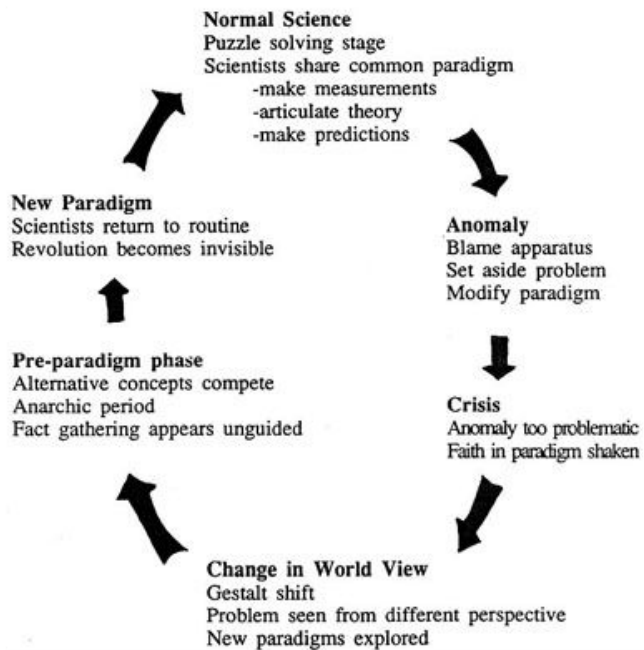 Normal Science
Puzzle solving stage
Scientists share common paradigm
-make measurements
-articulate theory
-make predictions
Anomaly
Blame apparatus
Set aside problem
Modify paradigm
Crisis
Anomaly too problematic
Faith in paradigm shaken
Change in World View
Gestalt shift
Problem seen from different perspective
New paradigms explored
Pre-paradigm phase
Alternative concepts compete
Anarchic period
Fact gathering appears unguided
New Paradigm
Scientists return to routine
Revolution becomes invisible